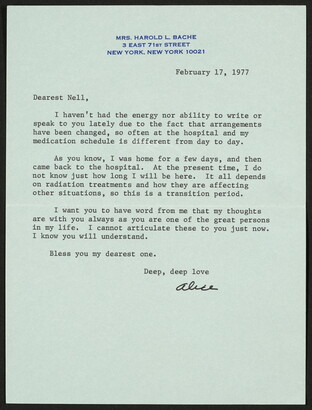 MRS. HAROLD L. BACHE
3 EAST 71ST STREET
NEW YORK, NEW YORK 10021
February 17, 1977
Dearest Nell,
I haven't had the energy nor ability to write or
speak to you lately due to the fact that arrangements
have been changed, so often at the hospital and my
medication schedule is different from day to day.
As you know, I was home for a few days, and then
came back to the hospital. At the present time, I do
not know just how long I will be here. It all depends
on radiation treatments and how they are affecting
other situations, so this is a transition period.
I want you to have word from me that my thoughts
are with you always as you are one of the great persons
in my life. I cannot articulate these to you just now.
I know you will understand.
Bless you my dearest one.
Deep, deep love
Alice